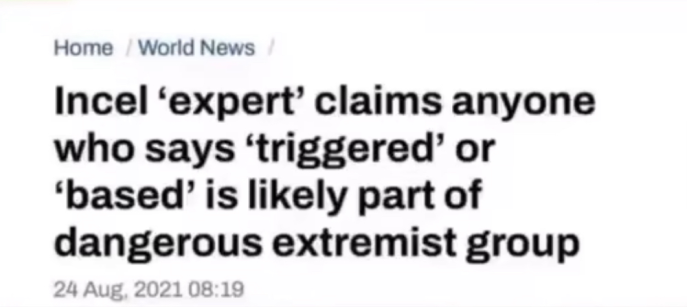 Home / World News /
Incel ‘expert’ claims anyone
who says ‘triggered’ or
‘based’ is likely part of
dangerous extremist group
24 Aug, 2021 08:19